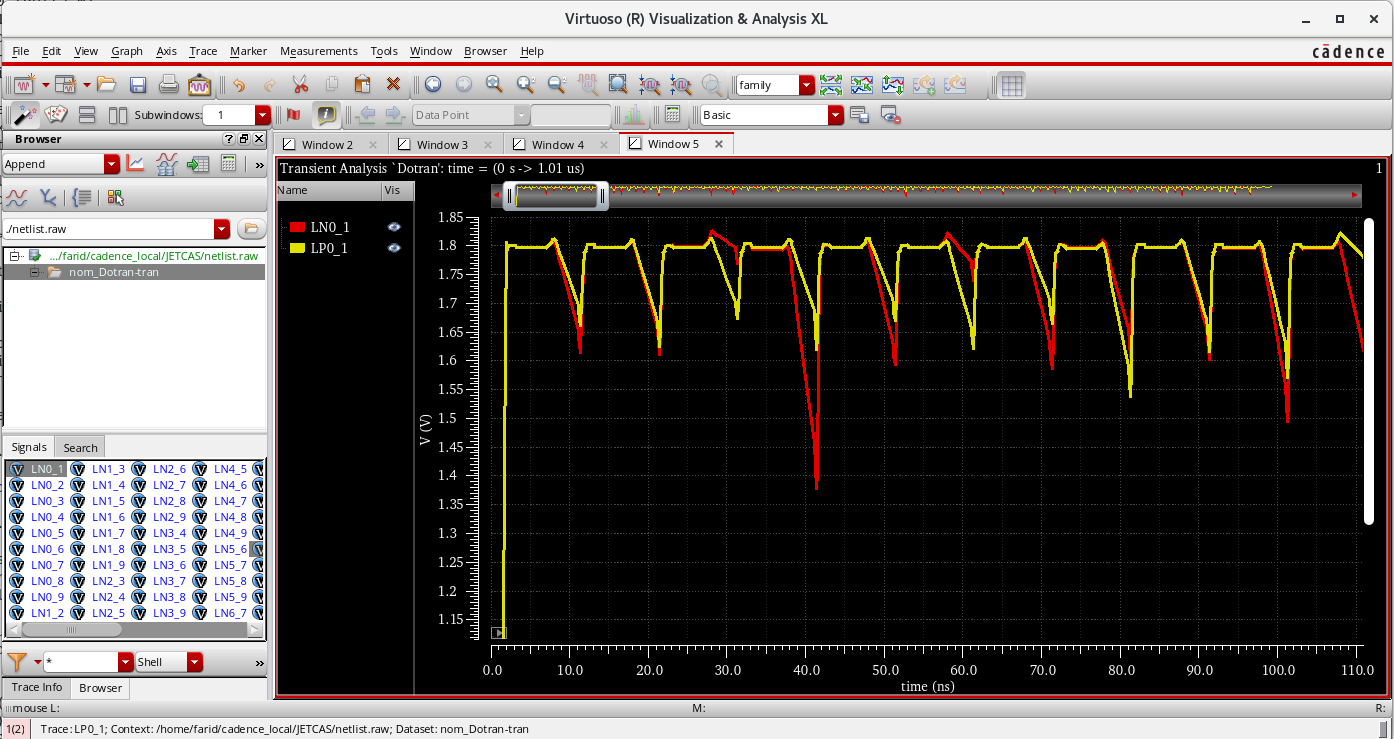 Virtuoso (R) Visualization & Analysis XL
File Edit View Graph Axis Trace Marker Measurements Tools Window Browser Help
cādence
family
Subwindows: 1
Data Point
Basic
Browser
Window 2
Window 3
Window 4
Window 5
Append
»
./netlist.raw
.../farid/cadence_local/JETCAS/netlist.raw
nom_Dotran-tran
Transient Analysis `Dotran': time = (0 s -> 1.01 us)
1
Name Vis
LN0_1
LP0_1
V (V)
1.85
1.8
1.75
1.7
1.65
1.6
1.55
1.5
1.45
1.4
1.35
1.3
1.25
1.2
1.15
0.0 10.0 20.0 30.0 40.0 50.0 60.0 70.0 80.0 90.0 100.0 110.0
time (ns)
Signals Search
LN0_1 LN1_3 LN2_6 LN4_5
LN0_2 LN1_4 LN2_7 LN4_6
LN0_3 LN1_5 LN2_8 LN4_7
LN0_4 LN1_6 LN2_9 LN4_8
LN0_5 LN1_7 LN3_4 LN4_9
LN0_6 LN1_8 LN3_5 LN5_6
LN0_7 LN1_9 LN3_6 LN5_7
LN0_8 LN2_3 LN3_7 LN5_8
LN0_9 LN2_4 LN3_8 LN5_9
LN1_2 LN2_5 LN3_9 LN6_7
* Shell »
Trace Info Browser
mouse L: M: R:
1(2) Trace: LP0_1; Context: /home/farid/cadence_local/JETCAS/netlist.raw; Dataset: nom_Dotran-tran